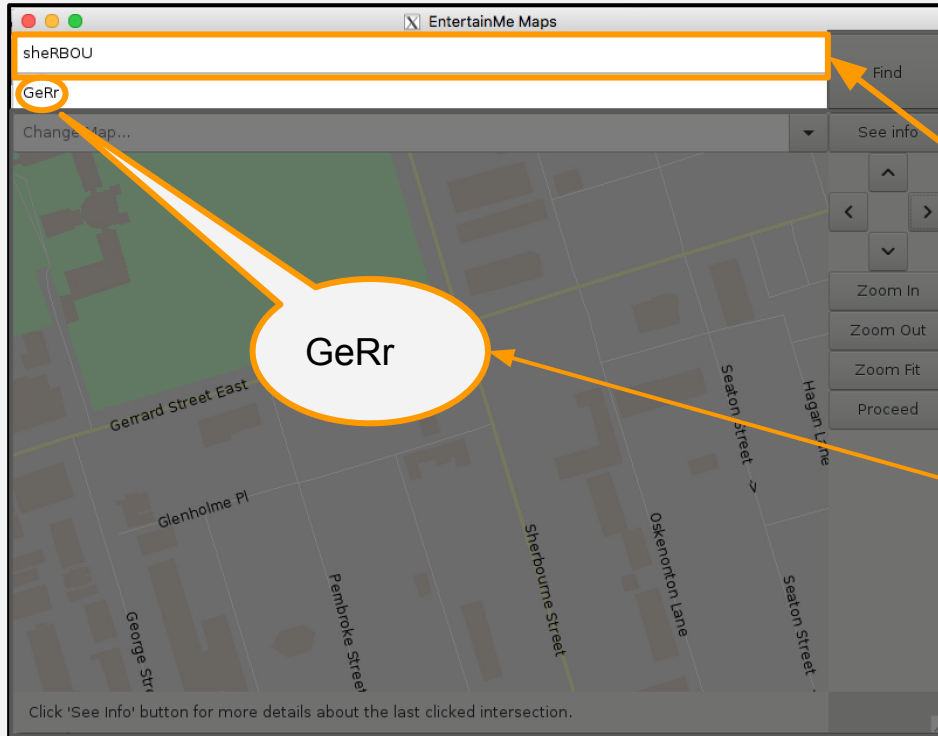 EntertainMe Maps
sheRBOU
Find
GeRr
Change Map...
See info
Zoom In
Zoom Out
Zoom Fit
Proceed
GeRr
Gerrard Street East
Seaton Street ->
Hagan Lane
Glenholme Pl
Sherbourne Street
Oskenonton Lane
Pembroke Street
Seaton Street
George Stre
Click 'See Info' button for more details about the last clicked intersection.